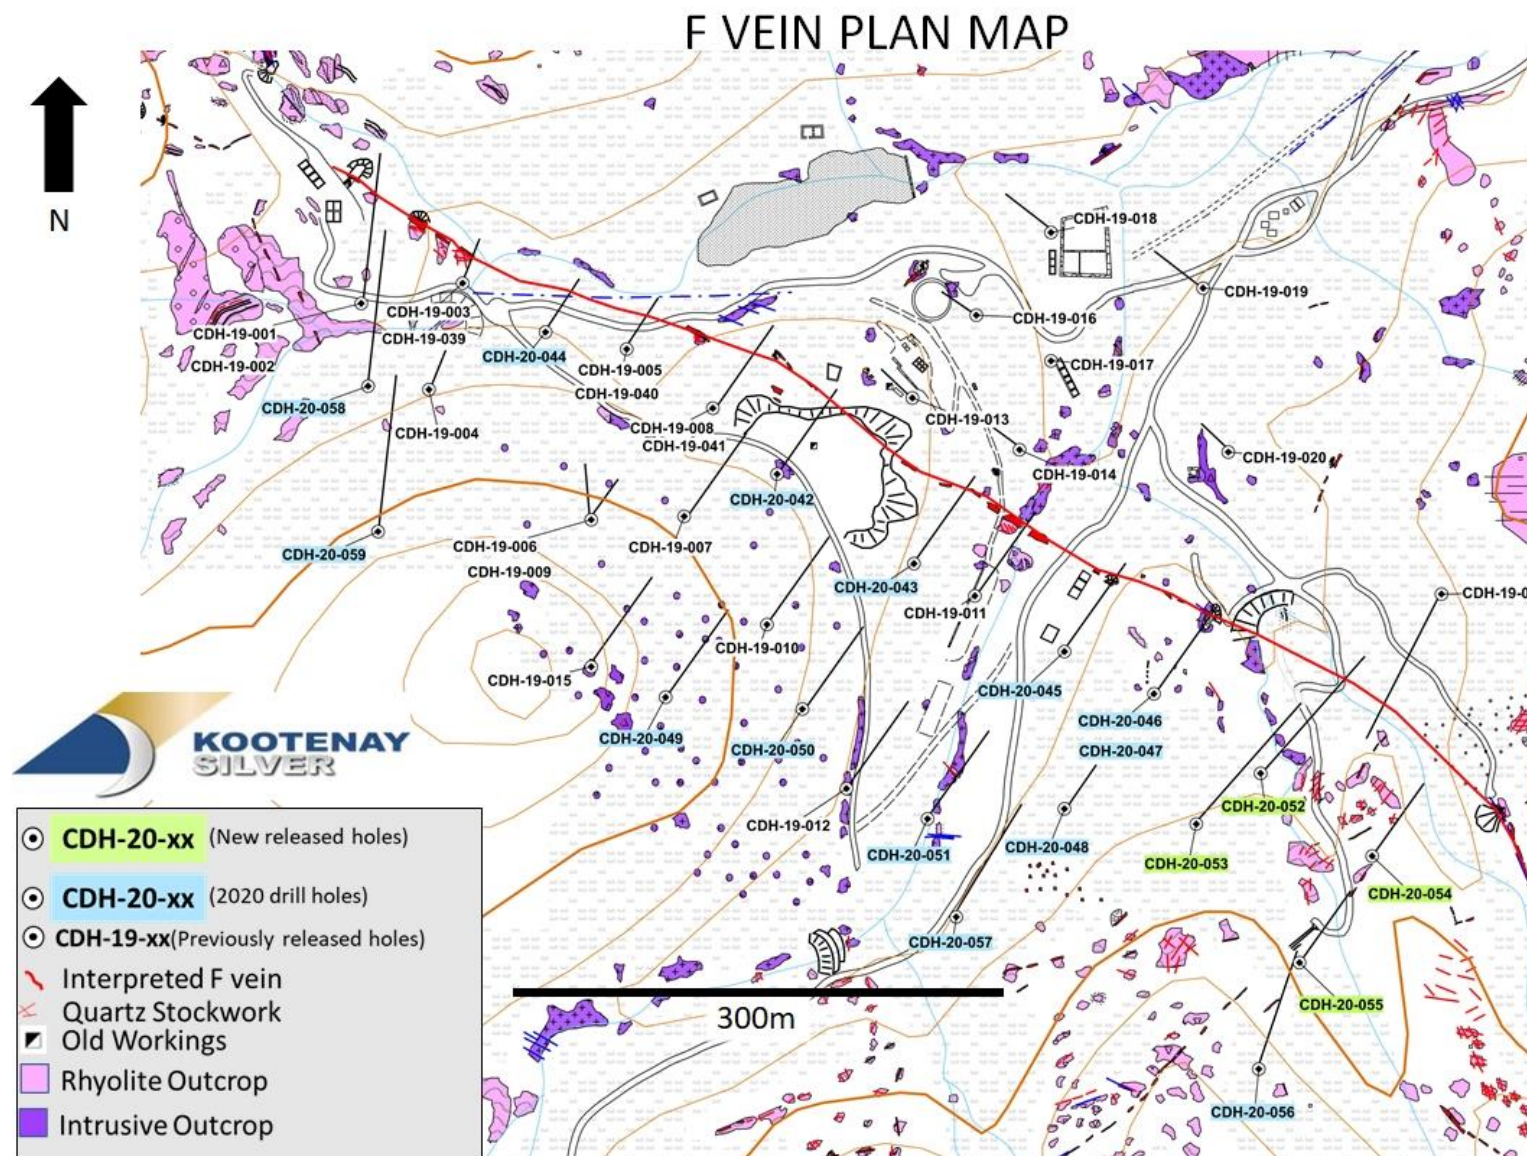 F VEIN PLAN MAP
N
CDH-19-018
CDH-19-019
CDH-19-001
CDH-19-003
CDH-19-016
CDH-19-039
CDH-20-044
CDH-19-002
CDH-19-005
CDH-19-017
CDH-19-040
CDH-20-058
CDH-19-004
CDH-19-008
CDH-19-013
CDH-19-041
CDH-19-020
CDH-19-014
CDH-20-042
CDH-20-059
CDH-19-006
CDH-19-007
CDH-19-009
CDH-20-043
CDH-19-0
CDH-19-011
CDH-19-010
CDH-19-015
CDH-20-045
CDH-20-046
CDH-20-049
CDH-20-050
CDH-20-047
KOOTENAY
SILVER
CDH-20-052
CDH-19-012
CDH-20-051
CDH-20-048
CDH-20-053
CDH-20-054
CDH-20-057
CDH-20-055
CDH-20-056
300m
CDH-20-xx (New released holes)
CDH-20-xx (2020 drill holes)
CDH-19-xx(Previously released holes)
Interpreted F vein
Quartz Stockwork
Old Workings
Rhyolite Outcrop
Intrusive Outcrop